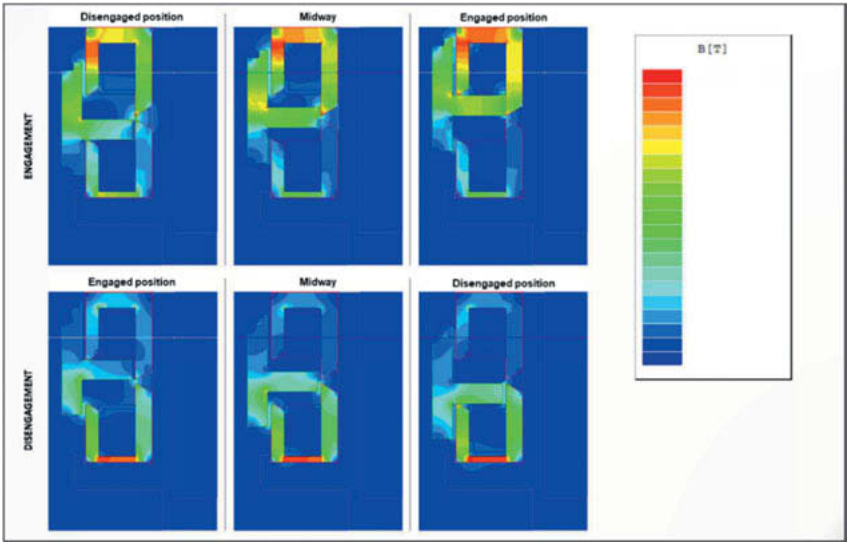 Disengaged position Midway Engaged position
B[T]
ENGAGEMENT
Engaged position Midway Disengaged position
DISENGAGEMENT